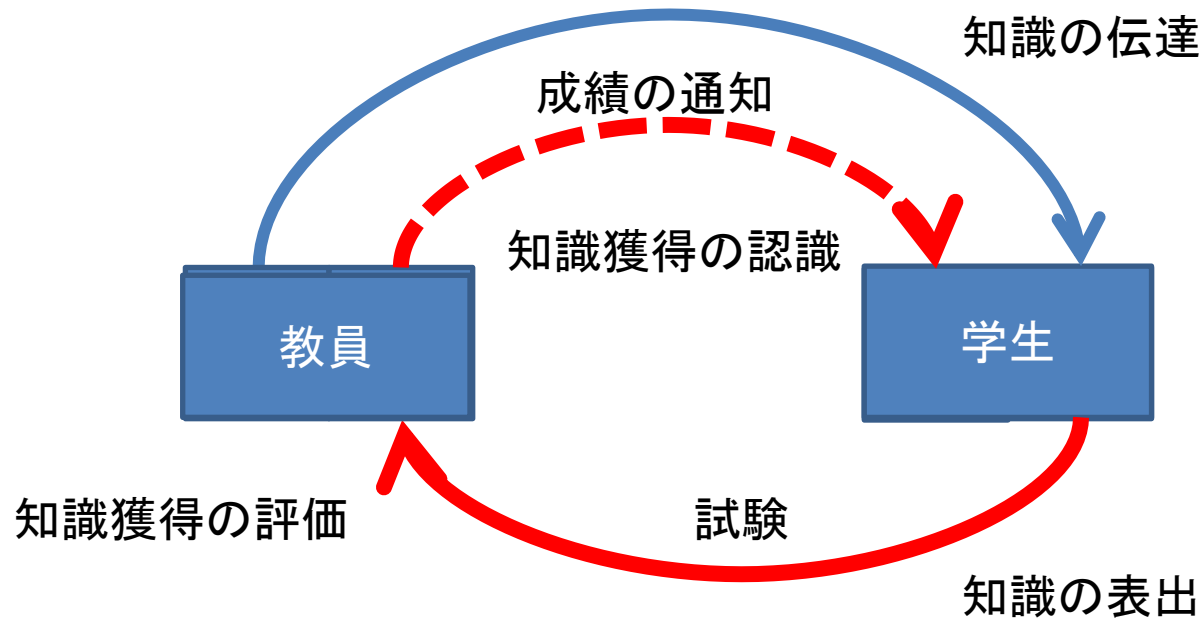 知識の伝達
成績の通知
知識獲得の認識
教員
学生
知識獲得の評価
試験
知識の表出